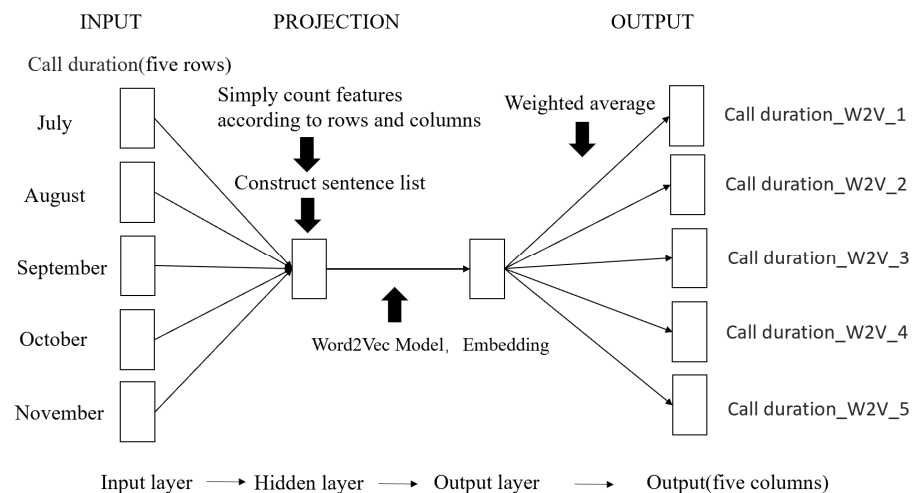 INPUT
PROJECTION
OUTPUT
Call duration(five rows)
Simply count features
according to rows and columns
Construct sentence list
Weighted average
July
August
September
October
November
Word2Vec Model, Embedding
Call duration_W2V_1
Call duration_W2V_2
Call duration_W2V_3
Call duration_W2V_4
Call duration_W2V_5
Input layer
Hidden layer
Output layer
Output(five columns)